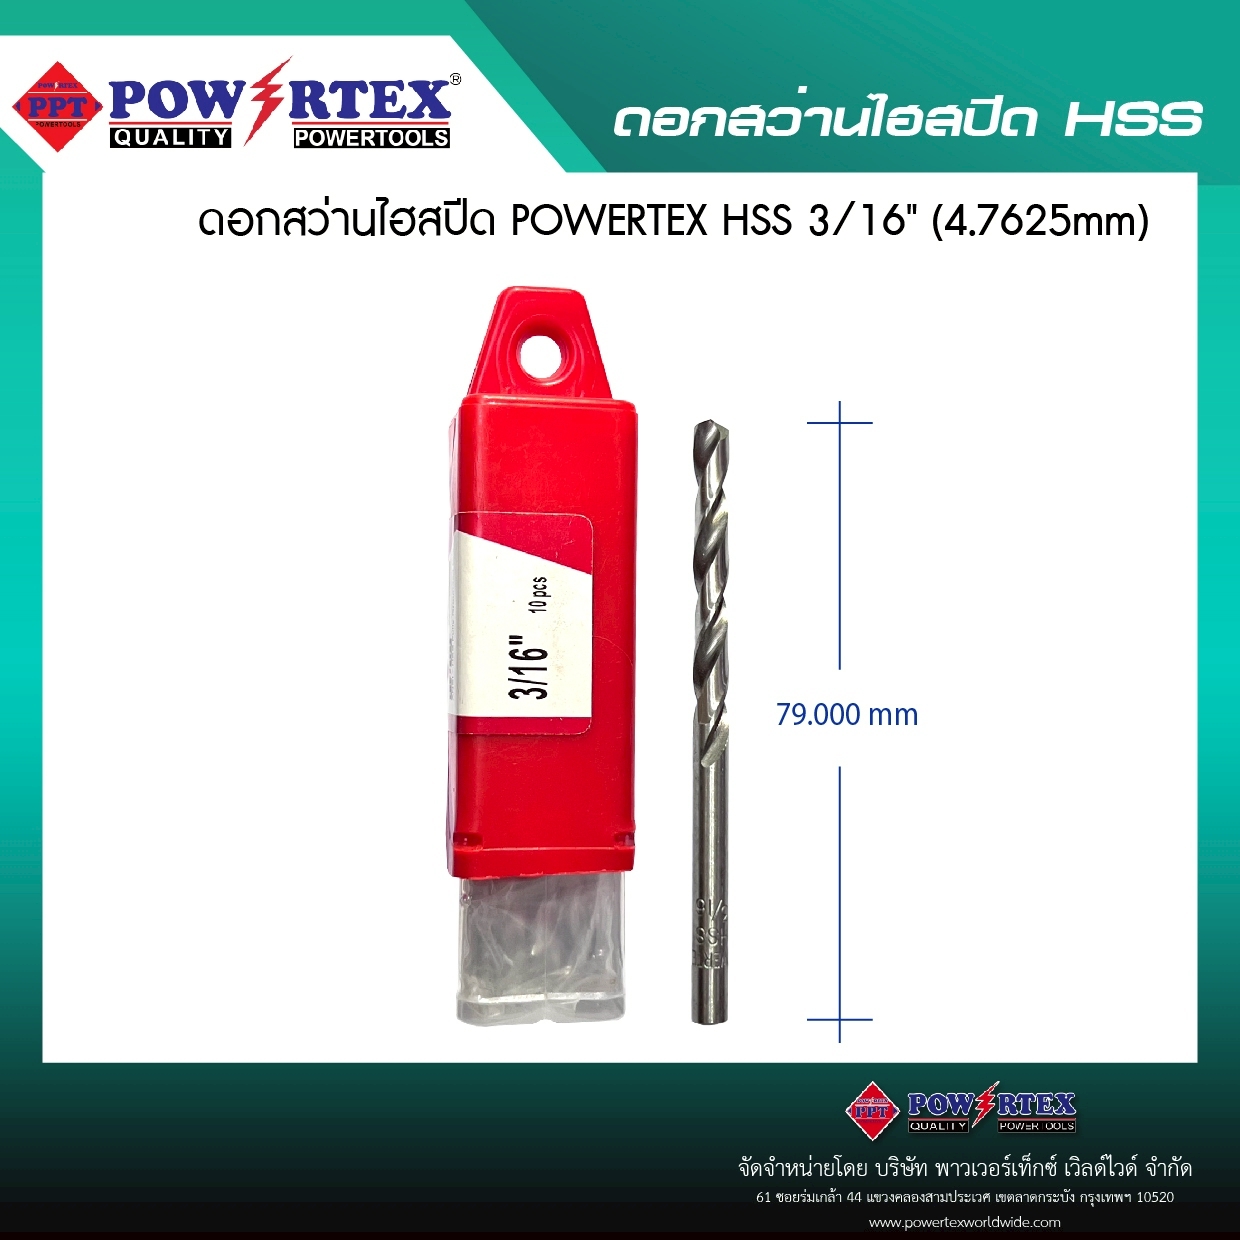 POWERTEX®
POWERTEX
PPT
POWERTOOLS
QUALITY POWERTOOLS
ดอกสว่านไฮสปีด HSS
ดอกสว่านไฮสปีด POWERTEX HSS 3/16" (4.7625mm)
3/16" 10 pcs
79.000 mm
HSS
POWERTEX
PPT
QUALITY POWERTOOLS
จัดจำหน่ายโดย บริษัท พาวเวอร์เท็กซ์ เวิลด์ไวด์ จำกัด
61 ซอยร่มเกล้า 44 แขวงคลองสามประเวศ เขตลาดกระบัง กรุงเทพฯ 10520
www.powertexworldwide.com